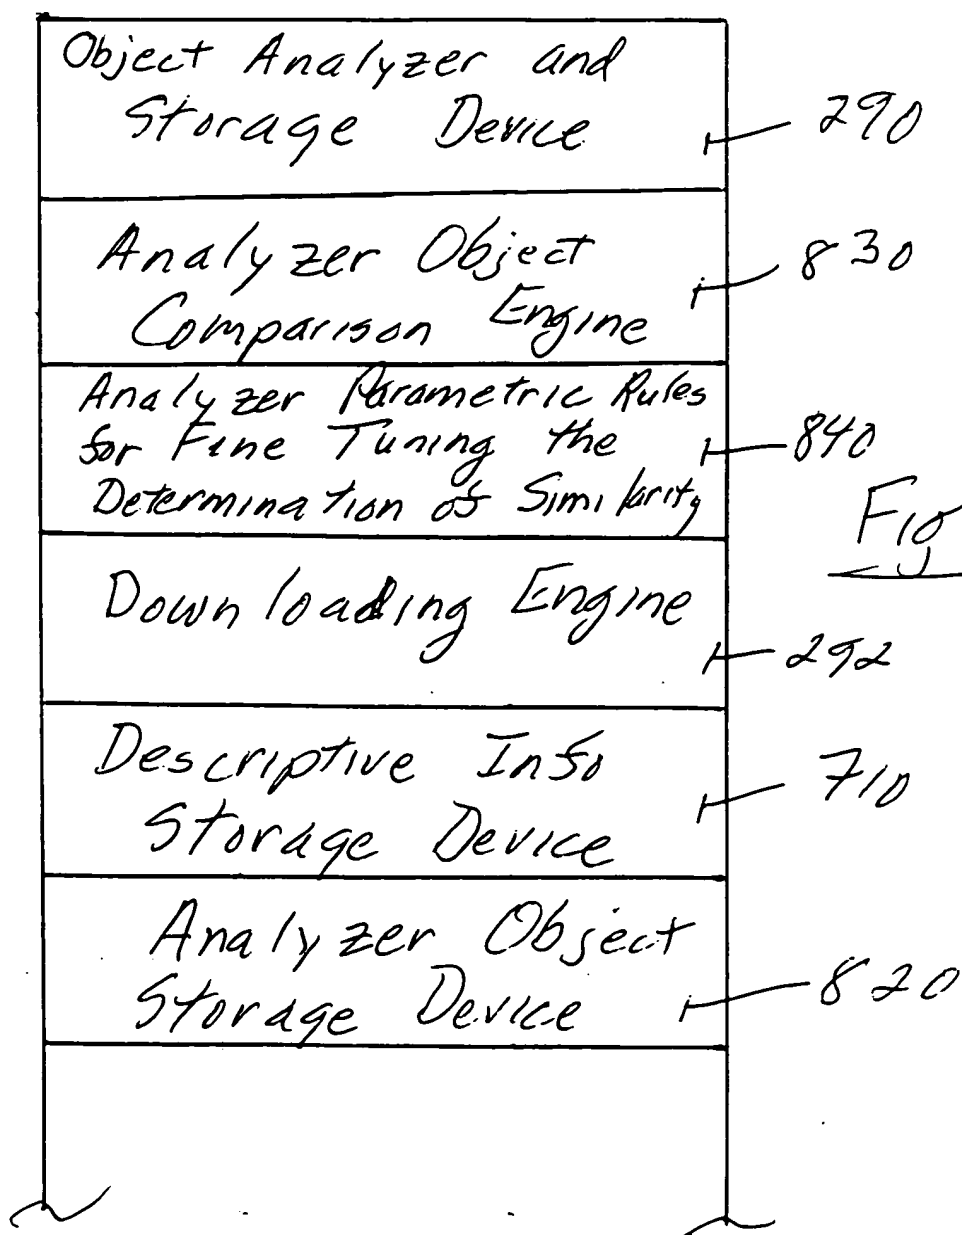 Object Analyzer and
Storage Device
290
Analyzer Object
Comparison Engine
830
Analyzer Parametric Rules
for Fine Tuning the
Determination of Similarity
840
Fig
Downloading Engine
292
Descriptive Info
Storage Device
710
Analyzer Object
Storage Device
820